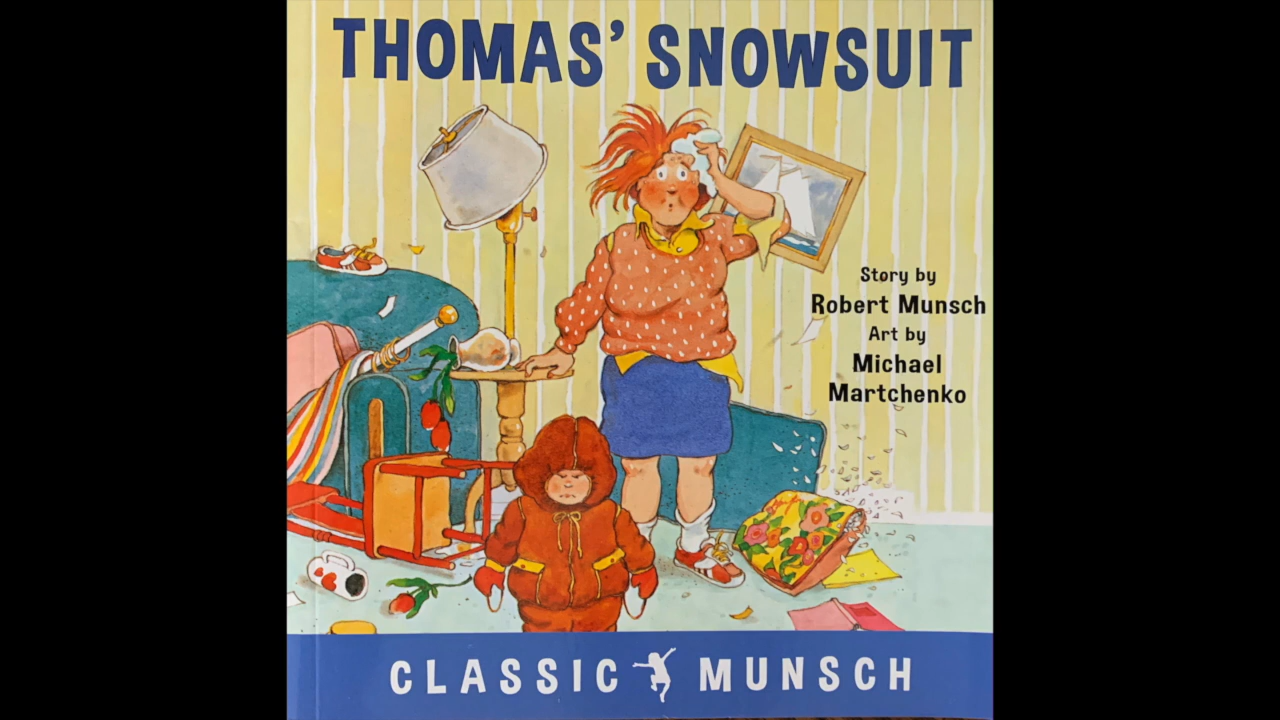 THOMAS’ SNOWSUIT
Story by
Robert Munsch
Art by
Michael
Martchenko
CLASSIC MUNSCH